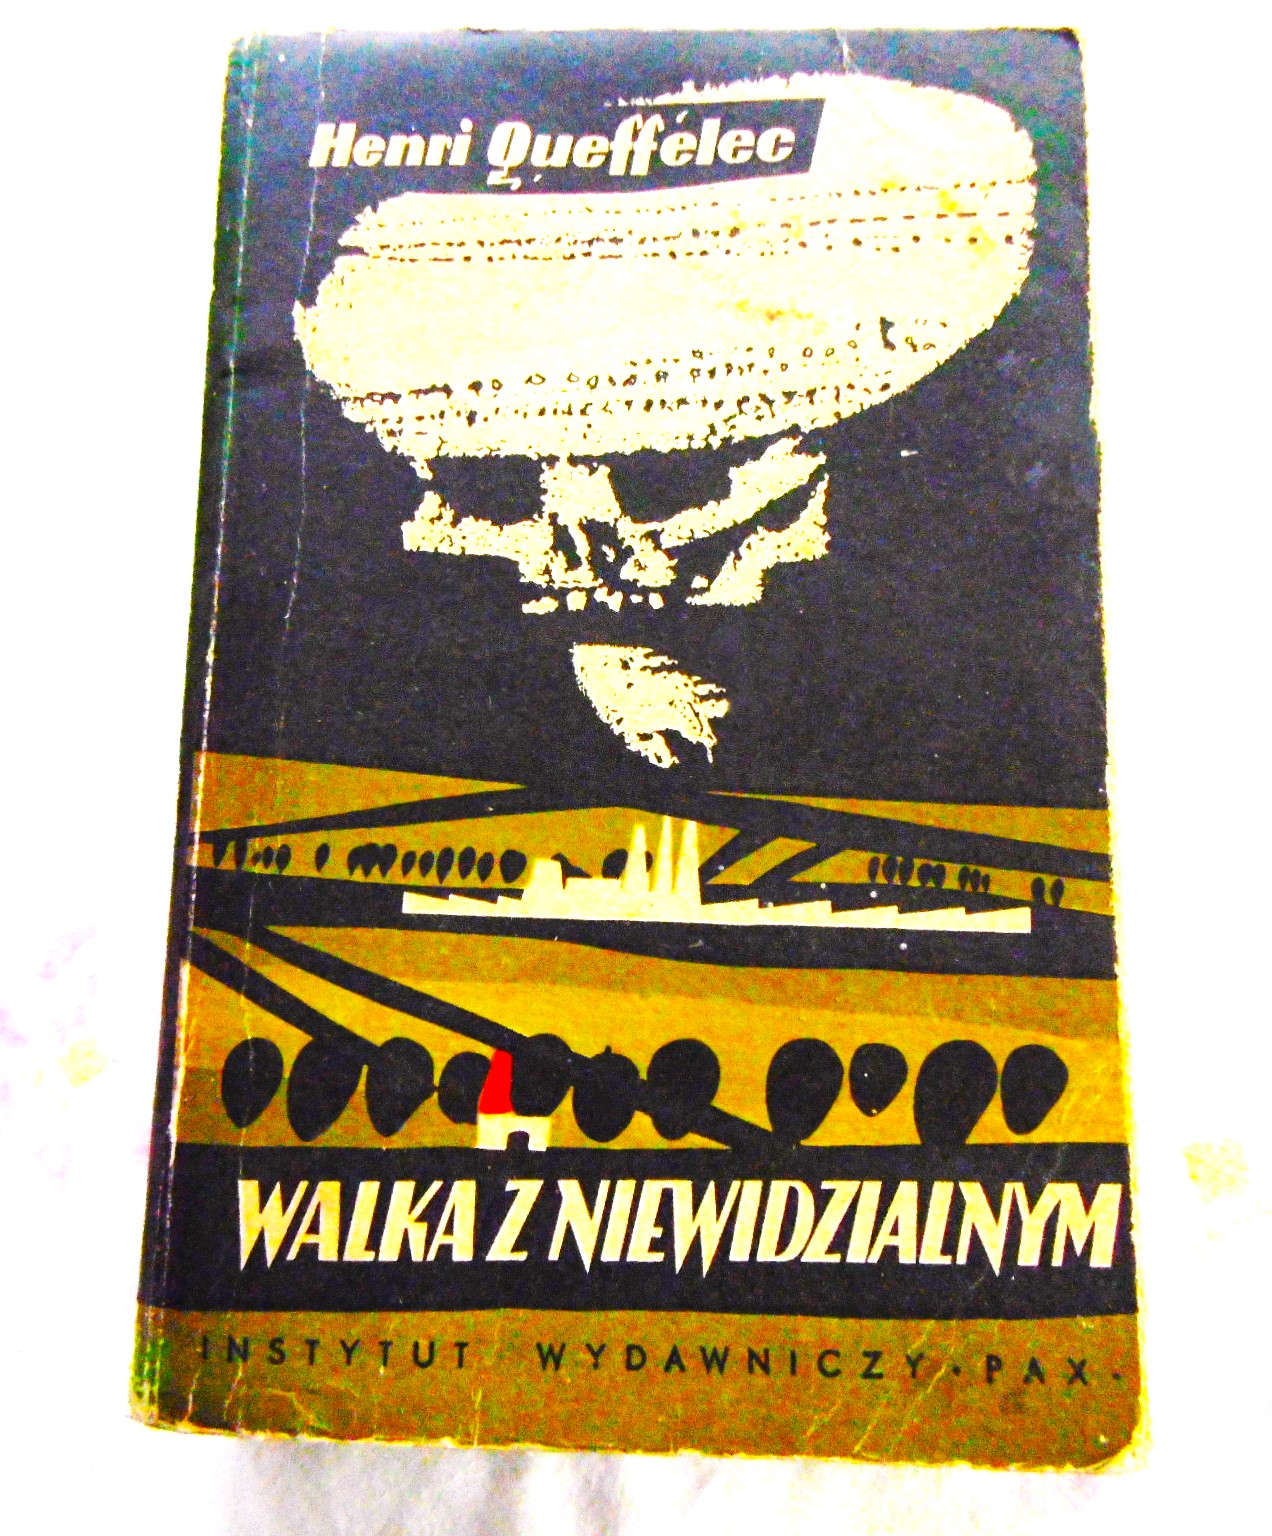 Henri Queffélec
WALKA Z NIEWIDZIALNYM
INSTYTUT WYDAWNICZY • PAX •